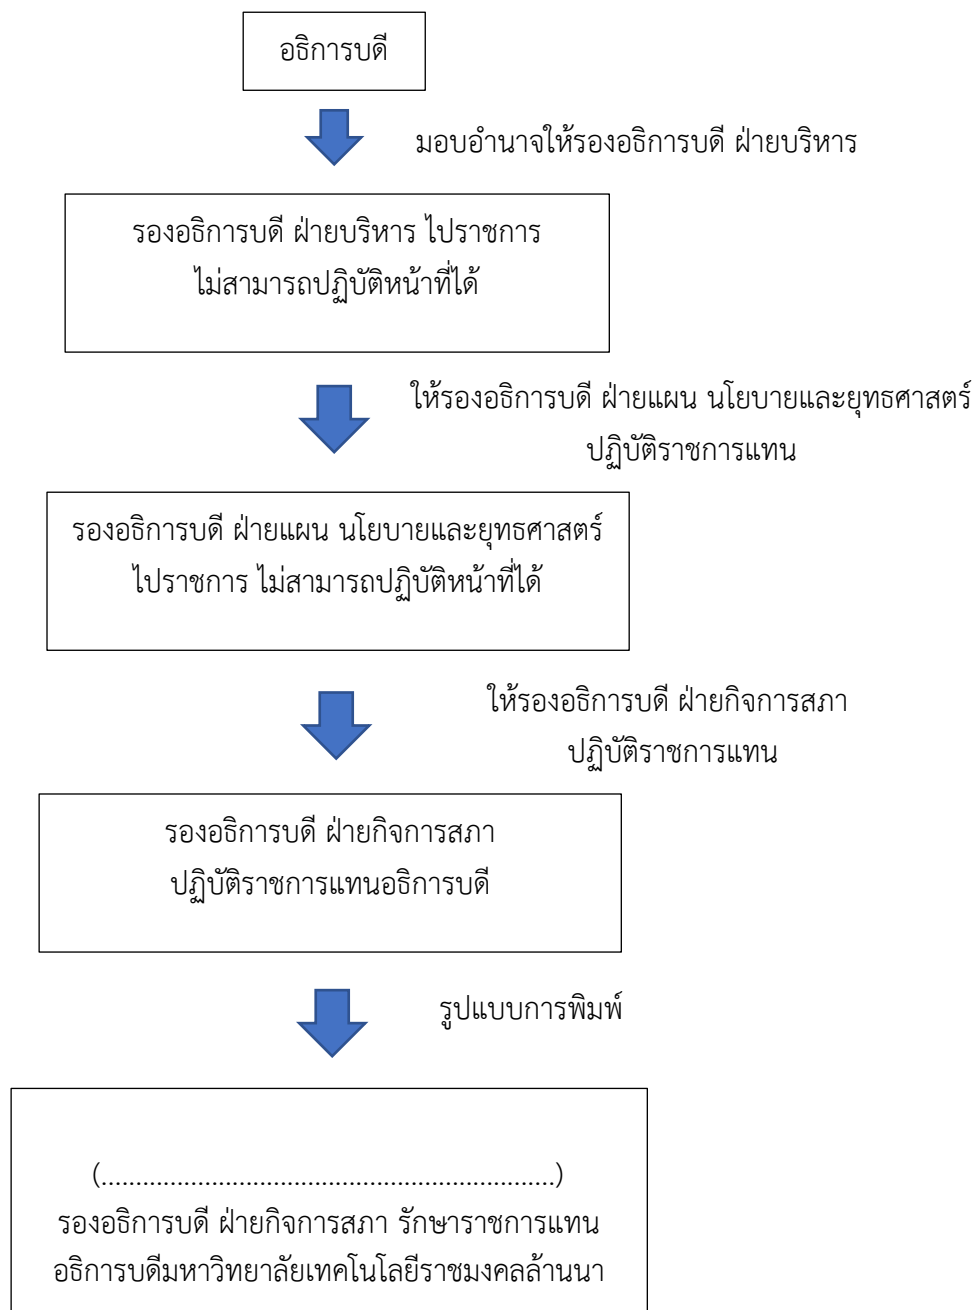 อธิการบดี
มอบอำนาจให้รองอธิการบดี ฝ่ายบริหาร
รองอธิการบดี ฝ่ายบริหาร ไปราชการ
ไม่สามารถปฏิบัติหน้าที่ได้
ให้รองอธิการบดี ฝ่ายแผน นโยบายและยุทธศาสตร์
ปฏิบัติราชการแทน
รองอธิการบดี ฝ่ายแผน นโยบายและยุทธศาสตร์
ไปราชการ ไม่สามารถปฏิบัติหน้าที่ได้
ให้รองอธิการบดี ฝ่ายกิจการสภา
ปฏิบัติราชการแทน
รองอธิการบดี ฝ่ายกิจการสภา
ปฏิบัติราชการแทนอธิการบดี
รูปแบบการพิมพ์
(..................................................................)
รองอธิการบดี ฝ่ายกิจการสภา รักษาราชการแทน
อธิการบดีมหาวิทยาลัยเทคโนโลยีราชมงคลล้านนา